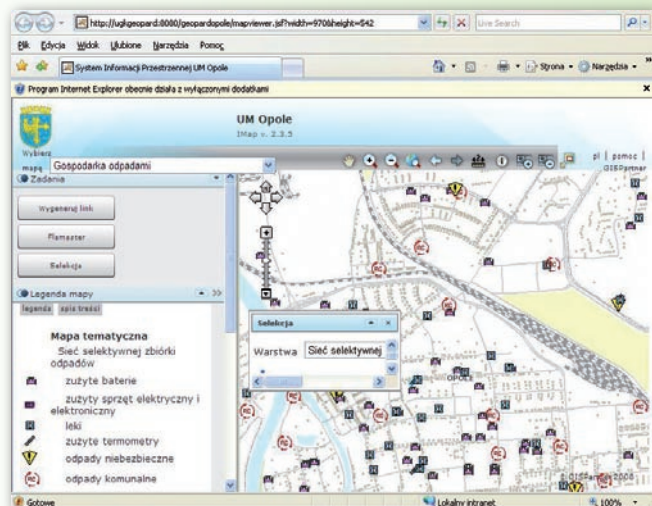 http://ugkgeopard:8080/geopardopole/mapviewer.jsf?width=970&height=542
Live Search
Plik Edycja Widok Ulubione Narzędzia Pomoc
System Informacji Przestrzennej UM Opole
Strona
Narzędzia
Program Internet Explorer obecnie działa z wyłączonymi dodatkami
UM Opole
IMap v. 2.3.5
Wybierz
mapę
Gospodarka odpadami
pl | pomoc |
GISPartner
Zadania
Wygeneruj link
Flamaster
Selekcja
Legenda mapy
legenda spis treści
Mapa tematyczna
Sieć selektywnej zbiórki
odpadów
zużyte baterie
zużyty sprzęt elektryczny i
elektroniczny
leki
zużyte termometry
odpady niebezpieczne
odpady komunalne
Selekcja
Warstwa Sieć selektywnej
OPOLE
© GISPartner 2008
Gotowe
Lokalny intranet
100%